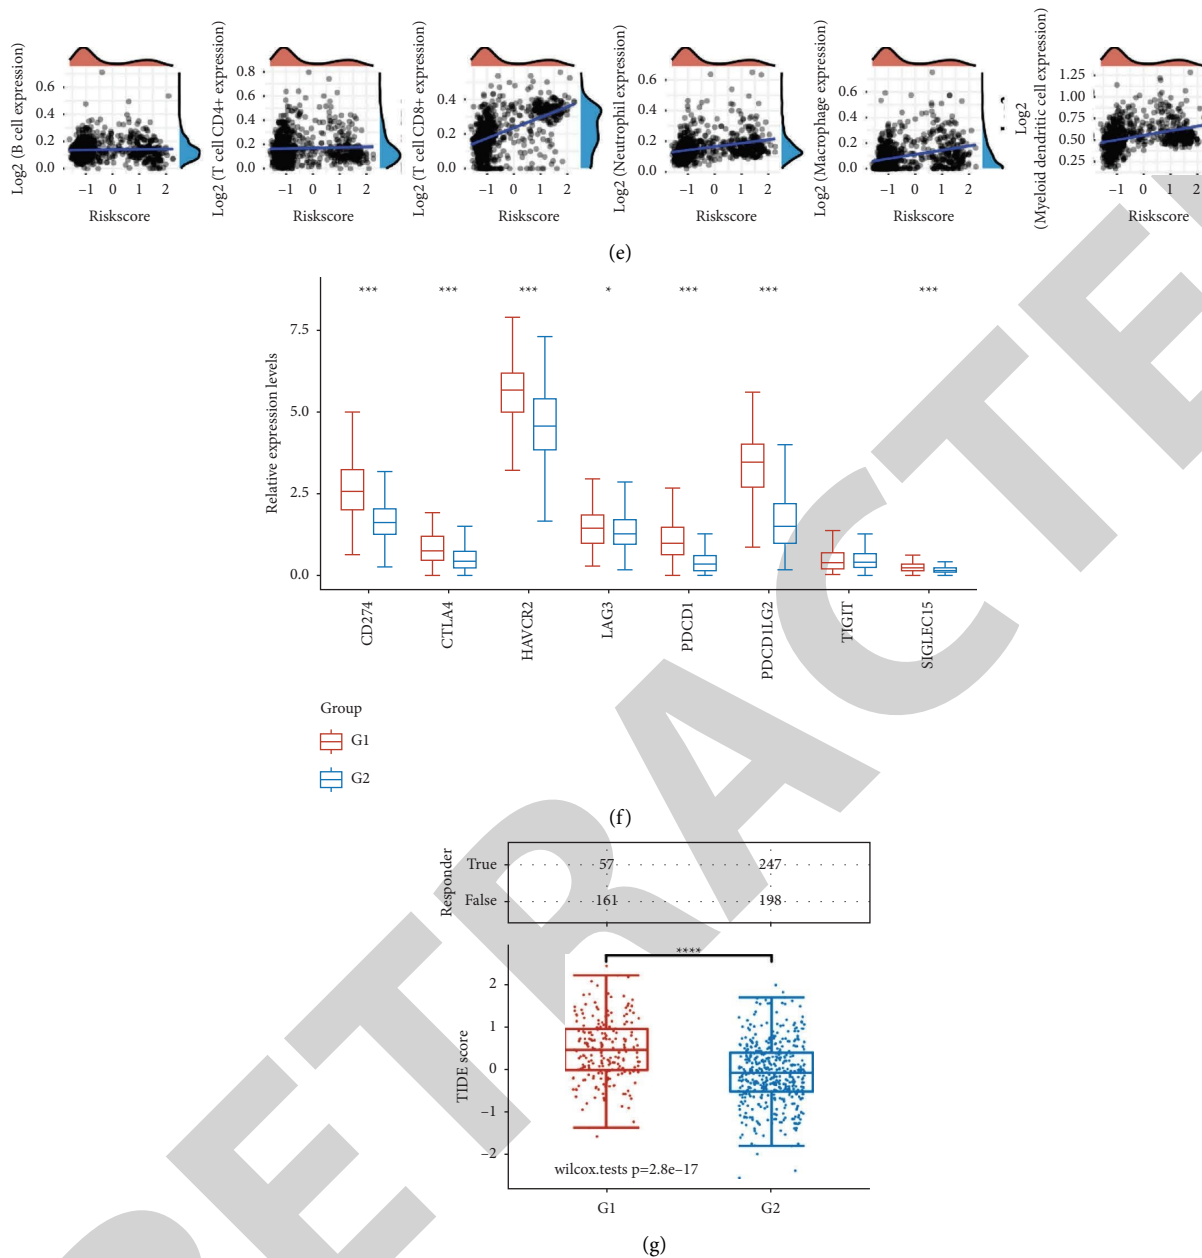 Log2 (B cell expression)
0.6
0.4
0.2
0.0
−1 0 1 2
Riskscore
Log2 (T cell CD4+ expression)
0.8
0.6
0.4
0.2
0.0
−1 0 1 2
Riskscore
Log2 (T cell CD8+ expression)
0.4
0.2
0.0
−1 0 1 2
Riskscore
Log2 (Neutrophil expression)
0.6
0.4
0.2
0.0
−1 0 1 2
Riskscore
Log2 (Macrophage expression)
0.6
0.4
0.2
0.0
−1 0 1 2
Riskscore
Log2
(Myeloid dendritic cell expression)
1.25
1.00
0.75
0.50
0.25
−1 0 1 2
Riskscore
(e)
*** *** *** * *** *** ***
Relative expression levels
7.5
5.0
2.5
0.0
CD274
CTLA4
HAVCR2
LAG3
PDCD1
PDCD1LG2
TIGIT
SIGLEC15
Group
G1
G2
(f)
Responder
True 57 247
False 161 198
****
TIDE score
2
1
0
−1
−2
wilcox.tests p=2.8e−17
G1 G2
(g)
RETRACTE